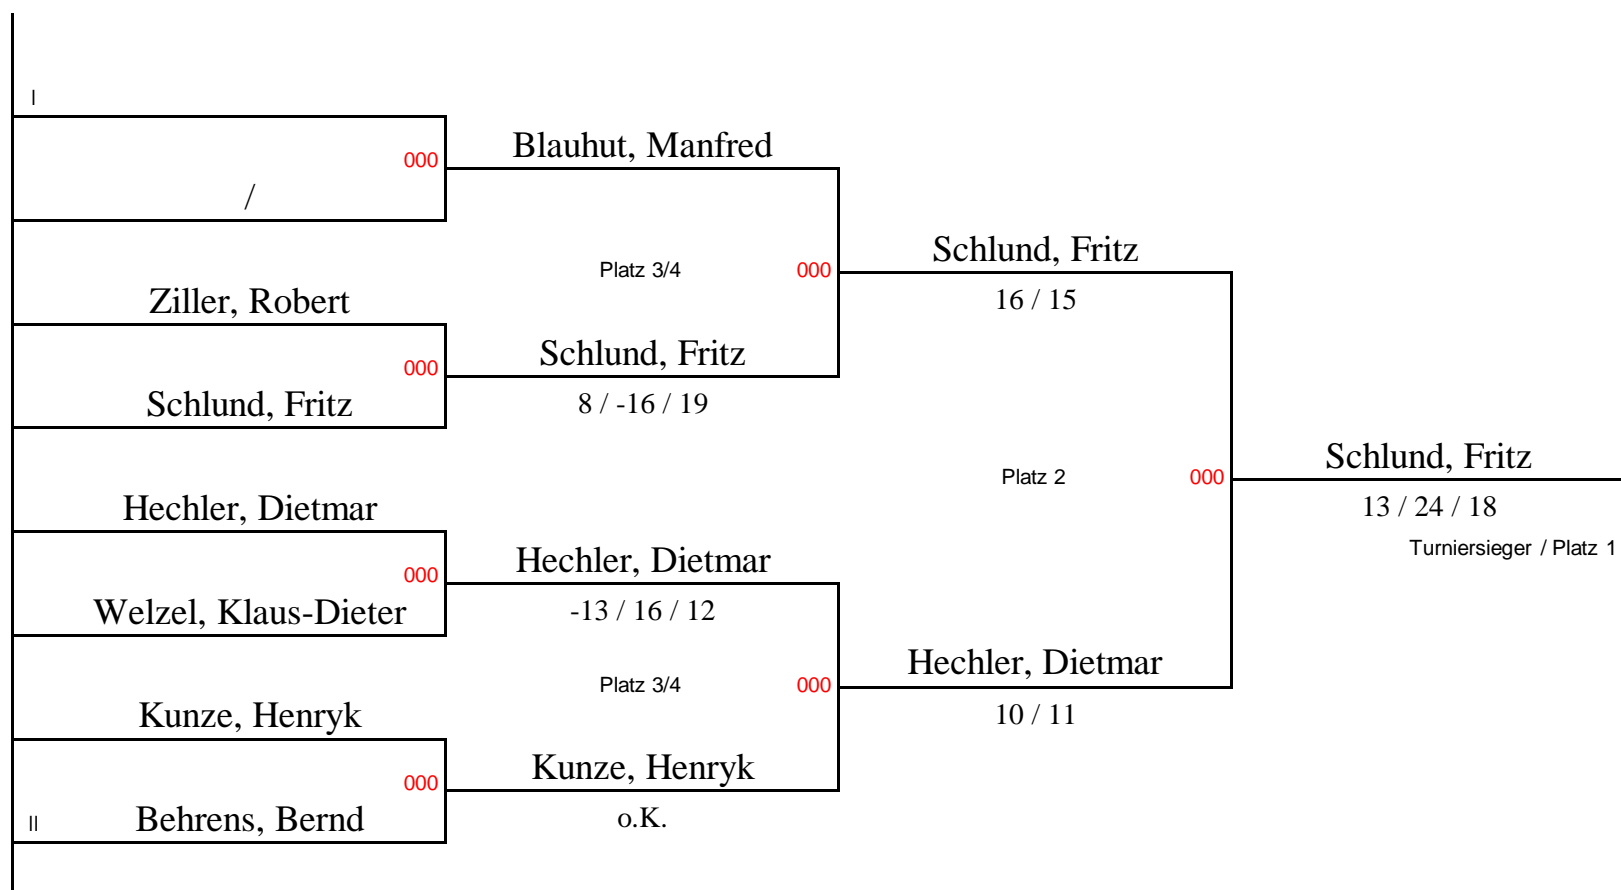 I
000
Blauhut, Manfred
/
Schlund, Fritz
Platz 3/4
000
Ziller, Robert
16 / 15
Schlund, Fritz
000
Schlund, Fritz
8 / -16 / 19
Schlund, Fritz
Platz 2
000
Hechler, Dietmar
13 / 24 / 18
Turniersieger / Platz 1
Hechler, Dietmar
000
Welzel, Klaus-Dieter
-13 / 16 / 12
Hechler, Dietmar
Platz 3/4
000
Kunze, Henryk
10 / 11
Kunze, Henryk
000
II
Behrens, Bernd
o.K.